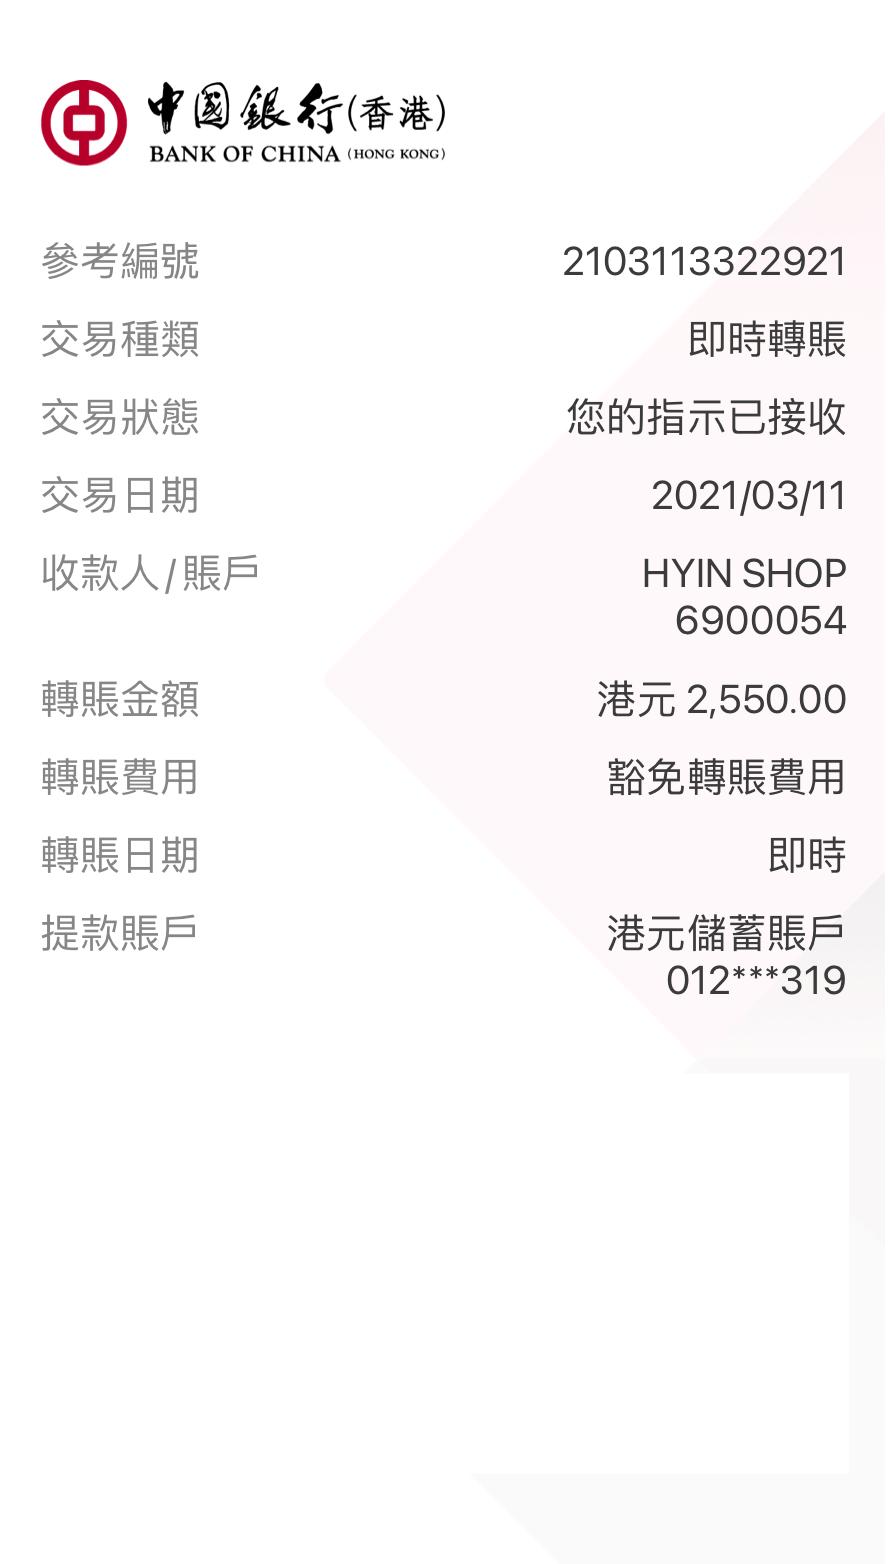 中國銀行(香港)
BANK OF CHINA (HONG KONG)
參考編號 2103113322921
交易種類 即時轉賬
交易狀態 您的指示已接收
交易日期 2021/03/11
收款人/賬戶 HYIN SHOP
6900054
轉賬金額 港元 2,550.00
轉賬費用 豁免轉賬費用
轉賬日期 即時
提款賬戶 港元儲蓄賬戶
012***319